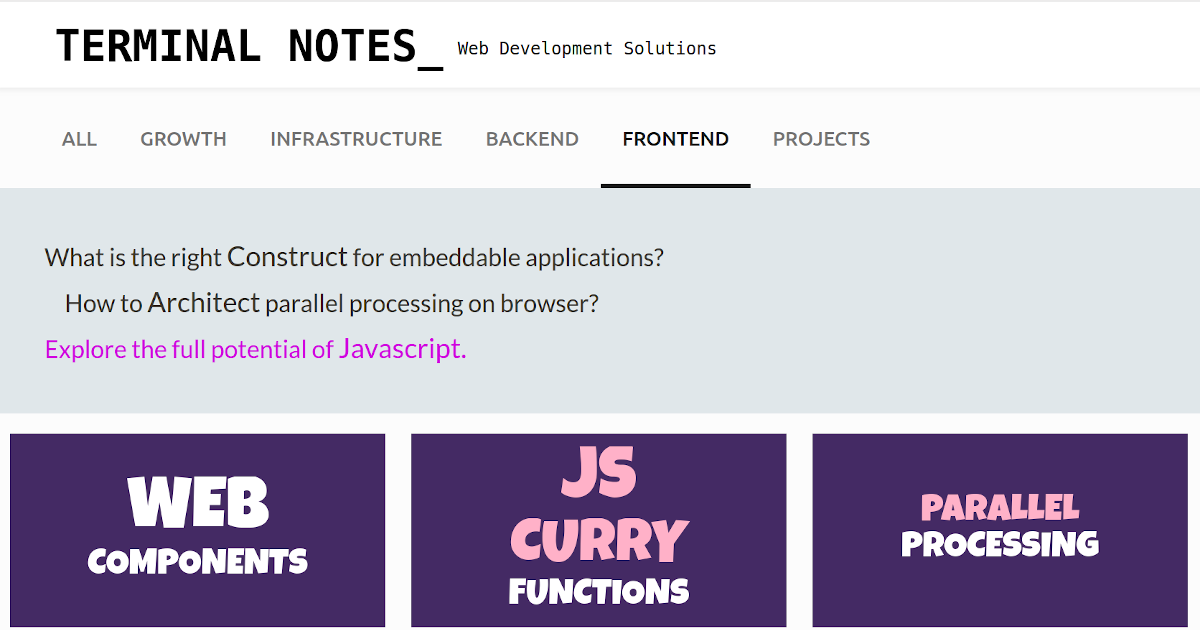 TERMINAL NOTES_ Web Development Solutions
ALL GROWTH INFRASTRUCTURE BACKEND FRONTEND PROJECTS
What is the right Construct for embeddable applications?
How to Architect parallel processing on browser?
Explore the full potential of Javascript.
WEB
COMPONENTS
JS
CURRY
FUNCTIONS
PARALLEL
PROCESSING